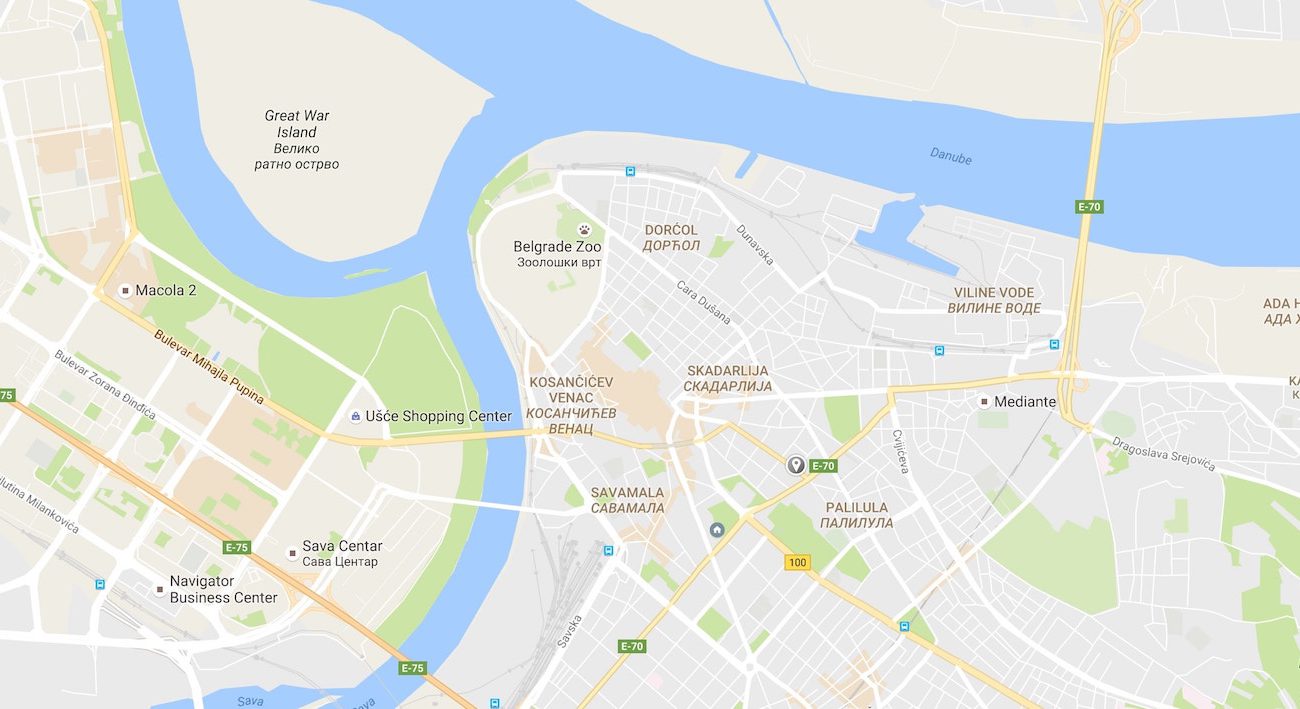 Great War
Island
Велико
ратно острво
Danube
E-70
DORĆOL
ДОРЋОЛ
Dunavska
Belgrade Zoo
Зоолошки врт
Macola 2
Cara Dušana
VILINE VODE
ВИЛИНЕ ВОДЕ
ADA
АДА
Bulevar Mihajla Pupina
Bulevar Zorana Đinđića
75
KOSANČIĆEV
VENAC
КОСАНЧИЋЕВ
ВЕНАЦ
SKADARLIJA
СКАДАРЛИЈА
Ušće Shopping Center
Mediante
Cvijićeva
Dragoslava Srejovića
E-70
SAVAMALA
САВАМАЛА
PALILULA
ПАЛИЛУЛА
lutina Milankovića
E-75
Sava Centar
Сава Центар
100
Navigator
Business Center
Savska
E-70
E-75
Sava
Sava